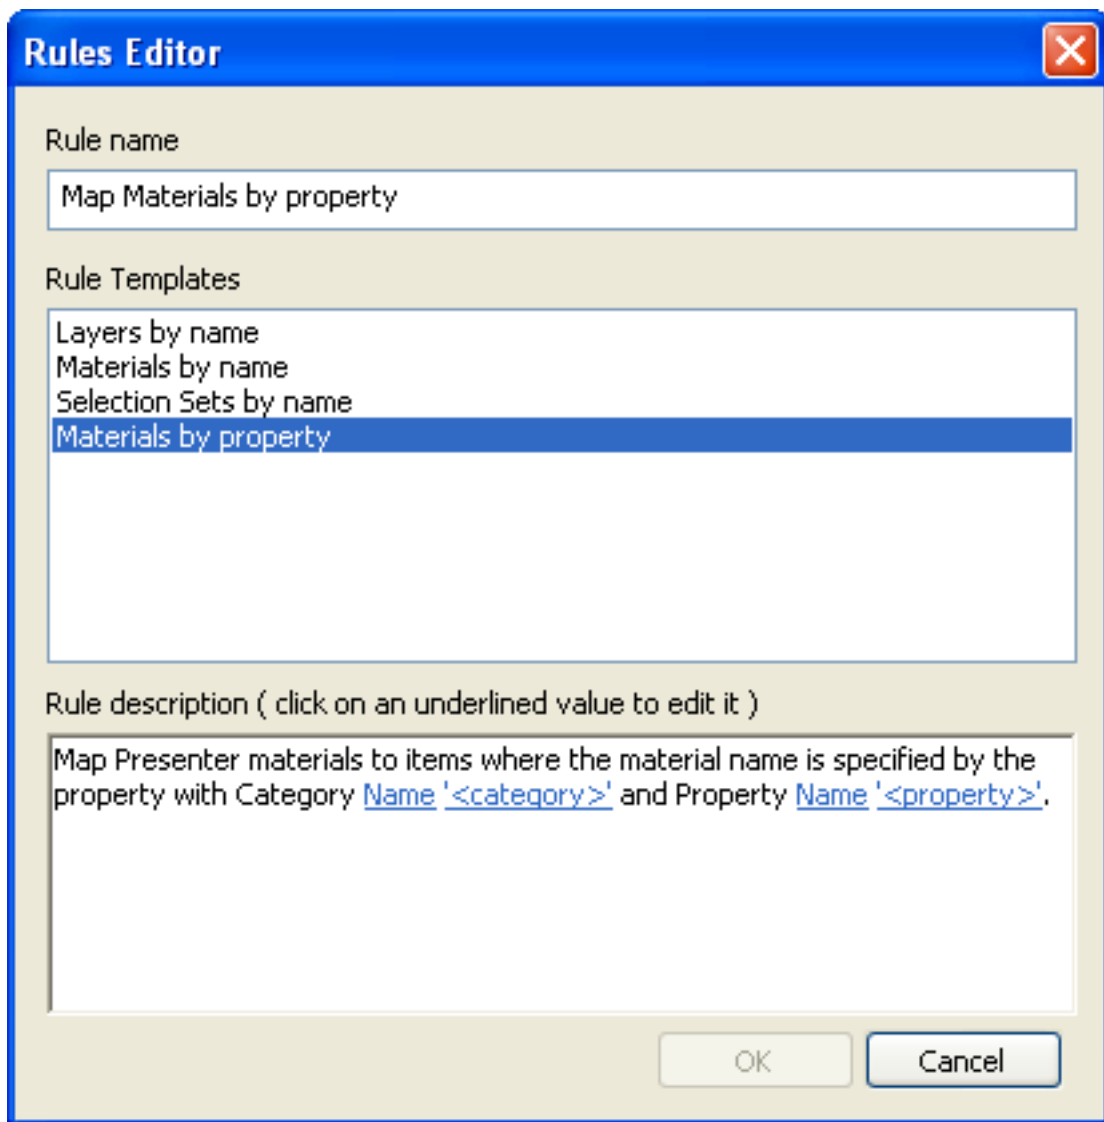 Rules Editor
Rule name
Map Materials by property
Rule Templates
Layers by name
Materials by name
Selection Sets by name
Materials by property
Rule description ( click on an underlined value to edit it )
Map Presenter materials to items where the material name is specified by the
property with Category Name '<category>' and Property Name '<property>'.
OK
Cancel